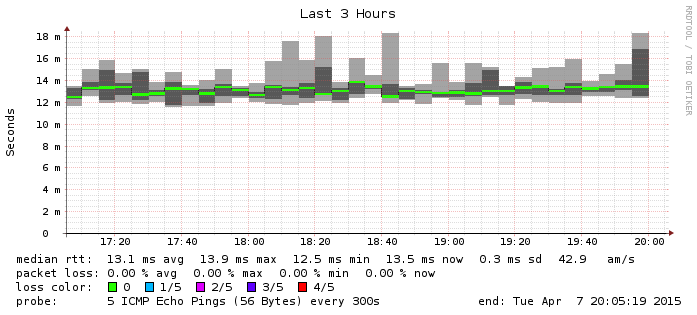 Last 3 Hours
RRDTOOL / TOBI OETIKER
Seconds
18 m
16 m
14 m
12 m
10 m
8 m
6 m
4 m
2 m
0
17:20 17:40 18:00 18:20 18:40 19:00 19:20 19:40 20:00
median rtt: 13.1 ms avg 13.9 ms max 12.5 ms min 13.5 ms now 0.3 ms sd 42.9 am/s
packet loss: 0.00 % avg 0.00 % max 0.00 % min 0.00 % now
loss color: 0 1/5 2/5 3/5 4/5
probe: 5 ICMP Echo Pings (56 Bytes) every 300s end: Tue Apr 7 20:05:19 2015